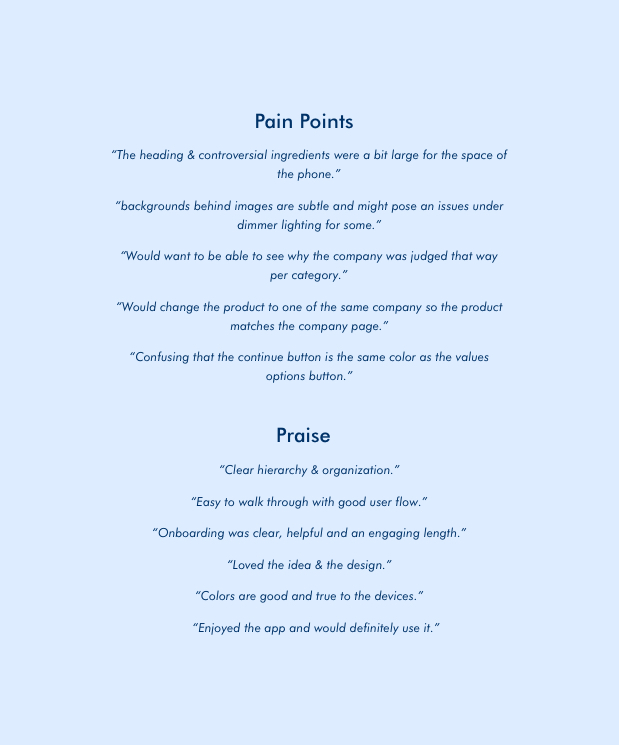 Pain Points
“The heading & controversial ingredients were a bit large for the space of
the phone.”
“backgrounds behind images are subtle and might pose an issues under
dimmer lighting for some.”
“Would want to be able to see why the company was judged that way
per category.”
“Would change the product to one of the same company so the product
matches the company page.”
“Confusing that the continue button is the same color as the values
options button.”
Praise
“Clear hierarchy & organization.”
“Easy to walk through with good user flow.”
“Onboarding was clear, helpful and an engaging length.”
“Loved the idea & the design.”
“Colors are good and true to the devices.”
“Enjoyed the app and would definitely use it.”